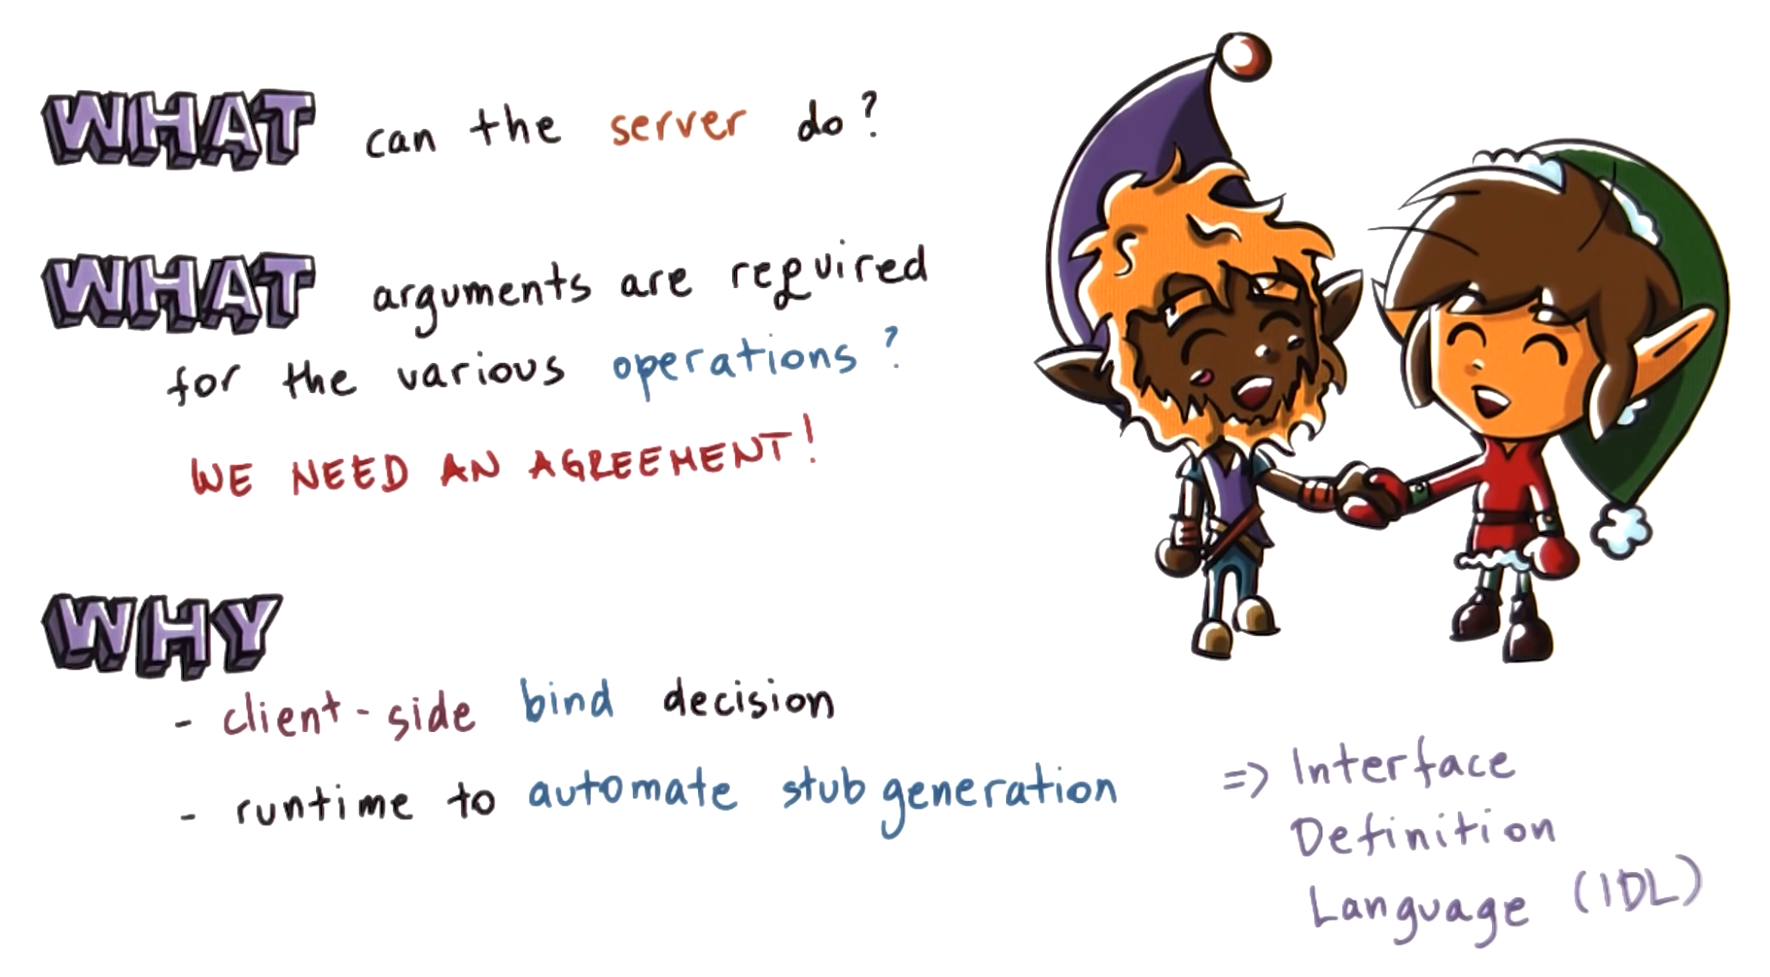 WHAT can the server do?
WHAT arguments are required
for the various operations?
WE NEED AN AGREEMENT!
WHY
- client-side bind decision
- runtime to automate stub generation
=> Interface
Definition
Language (IDL)